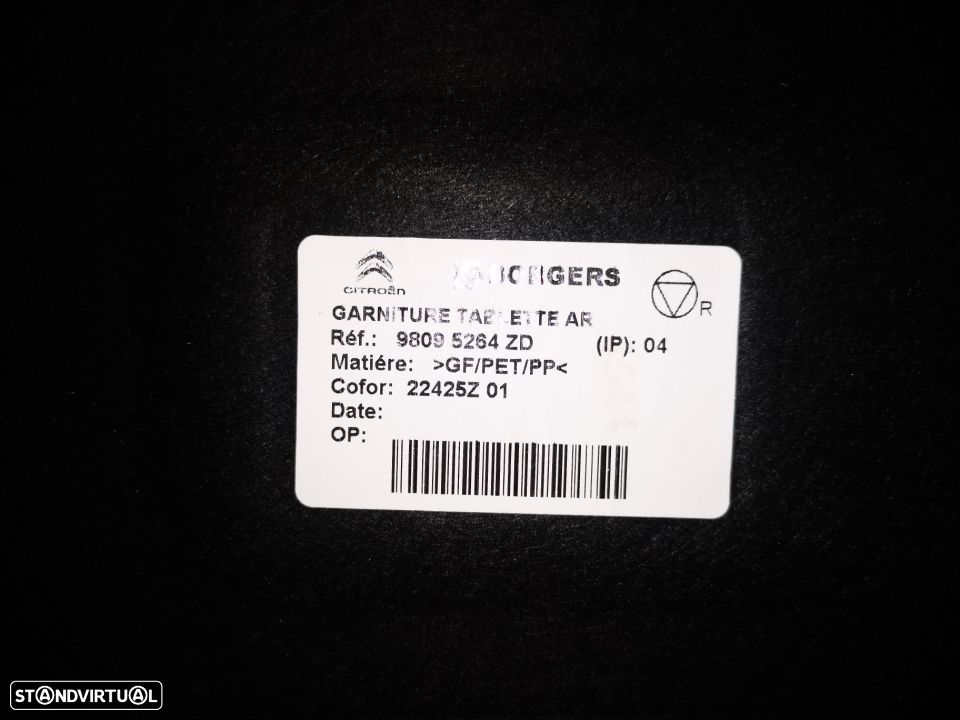 CITROËN
GARNITURE TABLETTE AR
R
Réf.: 9809 5264 ZD (IP): 04
Matiére: >GF/PET/PP<
Cofor: 22425Z 01
Date:
OP:
STANDVIRTUAL